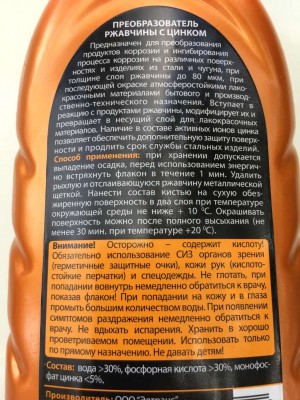 ПРЕОБРАЗОВАТЕЛЬ
РЖАВЧИНЫ С ЦИНКОМ
Предназначен для преобразования
продуктов коррозии и ингибирования
процесса коррозии на различных поверх-
ностях и изделиях из стали и чугуна, при
толщине слоя ржавчины до 80 мкм, при
последующей окраске атмосферостойкими лако-
красочными материалами бытового и производст-
венно-технического назначения. Вступает в
реакцию с продуктами ржавчины, модифицирует их и
превращает в несущий слой для лакокрасочных
материалов. Наличие в составе активных ионов цинка
позволяет обеспечить дополнительную защиту поверх-
ности и продлить срок службы стальных изделий.
Способ применения: при хранении допускается
выпадение осадка, перед использованием энергич-
но встряхнуть флакон в течение 1 мин. Удалить
рыхлую и отслаивающуюся ржавчину металлической
щеткой. Нанести состав кистью на сухую обез-
жиренную поверхность в два слоя при температуре
окружающей среды не ниже + 10 °С. Окрашивать
поверхность можно после полного высыхания (не
менее 30 мин. при температуре +20 °С).
Внимание! Осторожно – содержит кислоту!
Обязательно использование СИЗ органов зрения
(герметичные защитные очки), кожи рук (кислото-
стойкие перчатки) и спецодежды. Не глотать, при
попадании вовнутрь немедленно обратиться к врачу,
показав флакон! При попадании на кожу и в глаза
промыть большим количеством воды. При появлении
симптомов раздражения немедленно обратиться к
врачу. Не вдыхать испарения. Хранить в хорошо
проветриваемом помещении. Использовать только
по прямому назначению. Не давать детям!
Состав: вода >30%, фосфорная кислота >30%, монофос-
фат цинка <5%.
Производитель: ООО "Элтранс"